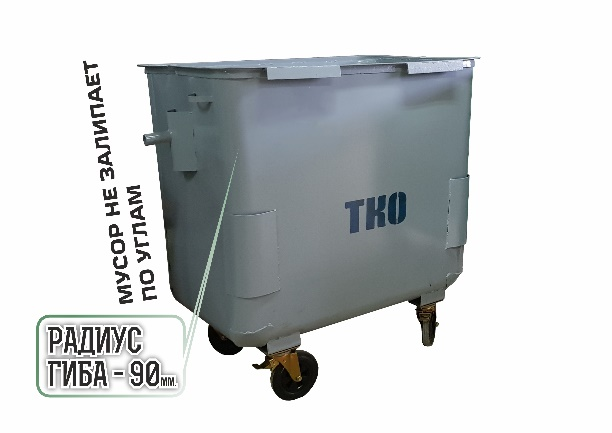 МУСОР НЕ ЗАЛИПАЕТ
ПО УГЛАМ
ТКО
РАДИУС
ГИБА - 90мм.